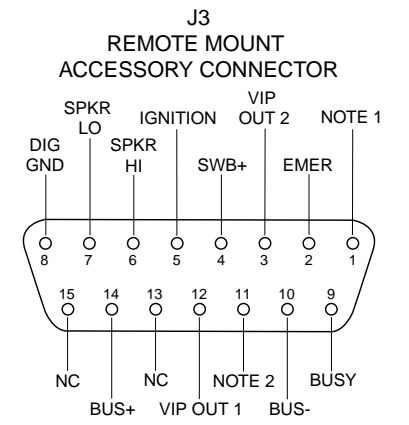 J3
REMOTE MOUNT
ACCESSORY CONNECTOR
DIG
GND
SPKR
LO
SPKR
HI
IGNITION
SWB+
VIP
OUT 2
EMER
NOTE 1
8 7 6 5 4 3 2 1
15 14 13 12 11 10 9
NC
BUS+
NC
VIP OUT 1
NOTE 2
BUS-
BUSY